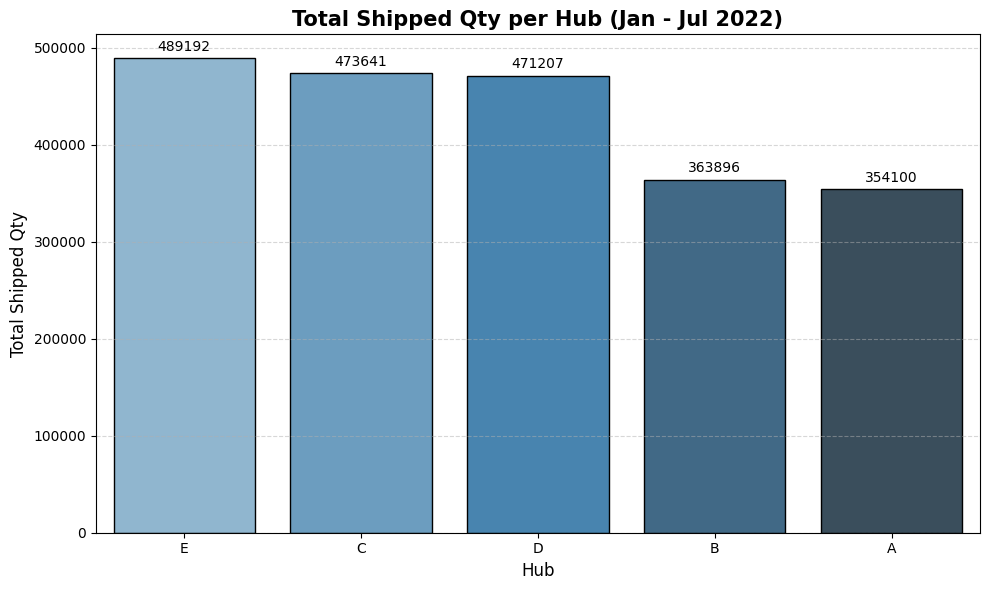 Total Shipped Qty per Hub (Jan - Jul 2022)
Total Shipped Qty
500000
400000
300000
200000
100000
0
489192
473641
471207
363896
354100
E
C
D
B
A
Hub